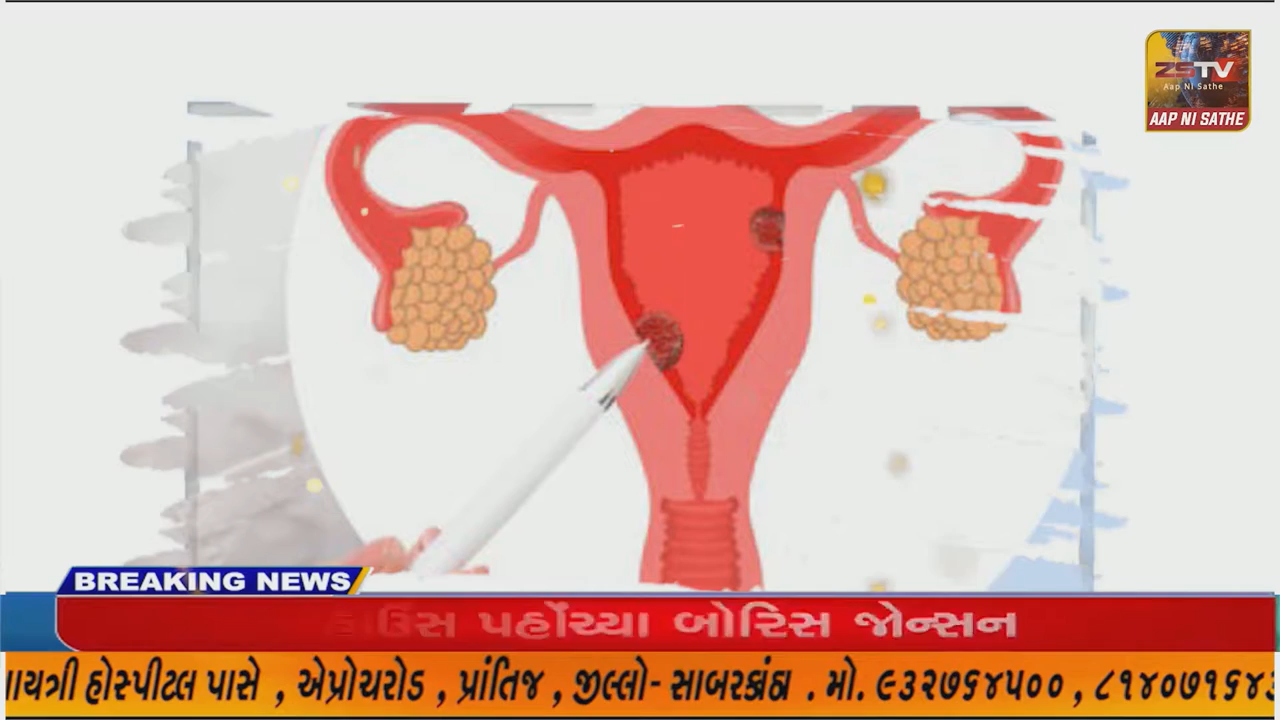 ZSTV
Aap Ni Sathe
AAP NI SATHE
BREAKING NEWS
પહોંચ્યા બોરિસ જોન્સન
હોસ્પીટલ પાસે , એપ્રોચરોડ , પ્રાંતિજ , જીલ્લો- સાબરકાંઠા . મો. ૯૩૨૭૬૪૫૦૦ ,